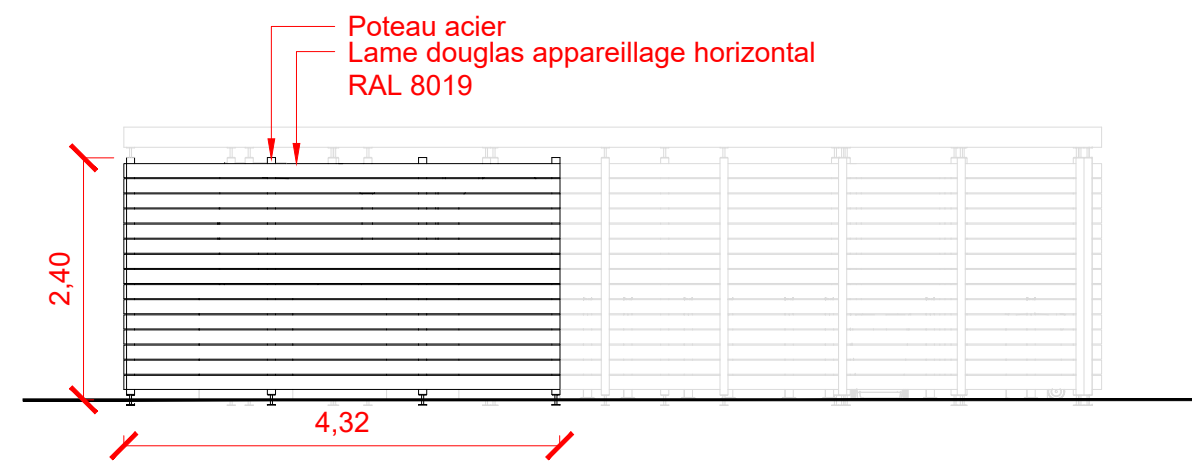 Poteau acier
Lame douglas appareillage horizontal
RAL 8019
2,40
4,32